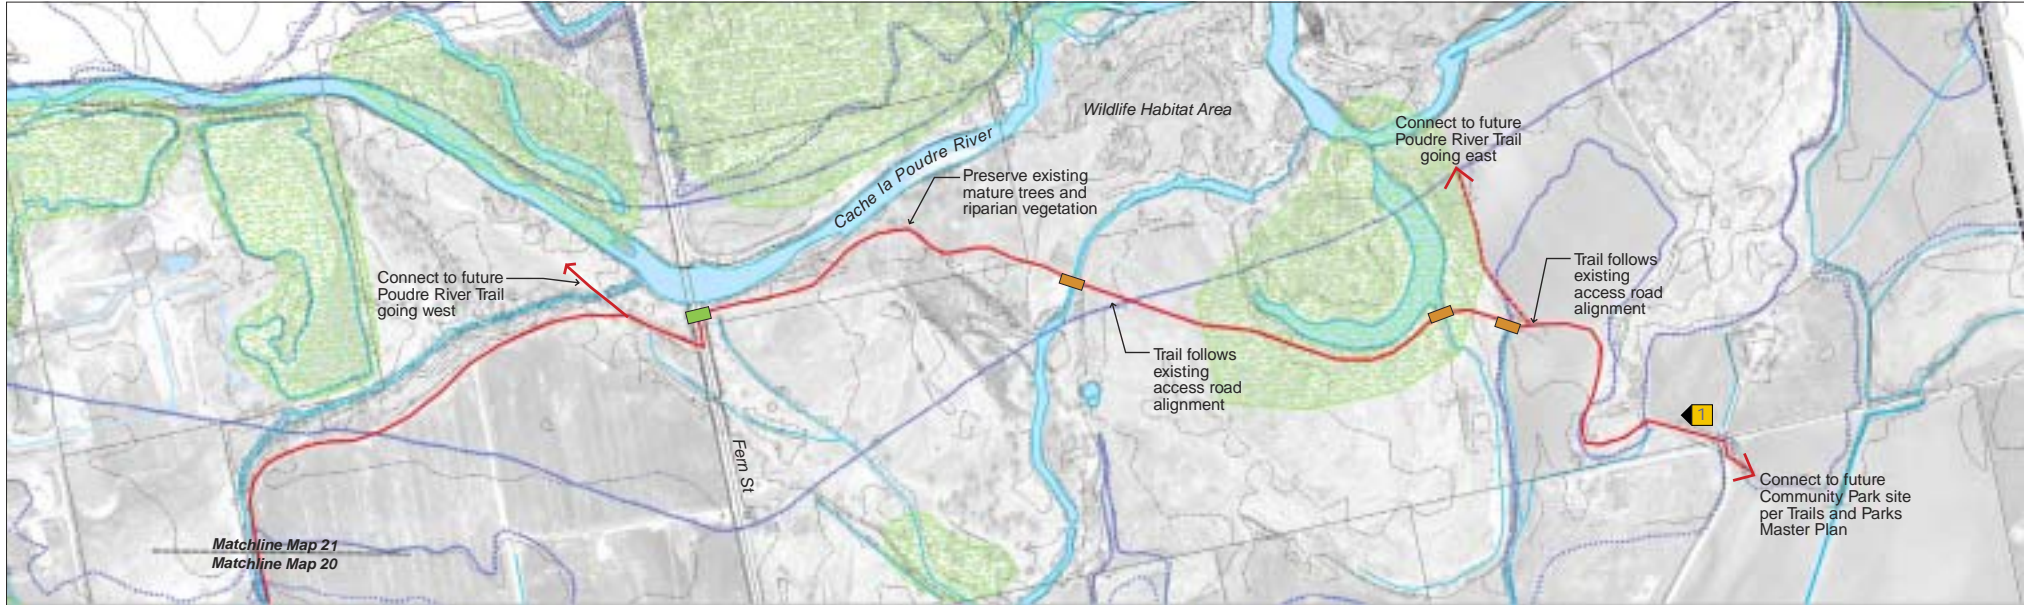 Wildlife Habitat Area
Connect to future
Poudre River Trail
going east
Cache la Poudre River
Preserve existing
mature trees and
riparian vegetation
Connect to future
Poudre River Trail
going west
Trail follows
existing
access road
alignment
Trail follows
existing
access road
alignment
1
Fern St
Connect to future
Community Park site
per Trails and Parks
Master Plan
Matchline Map 21
Matchline Map 20